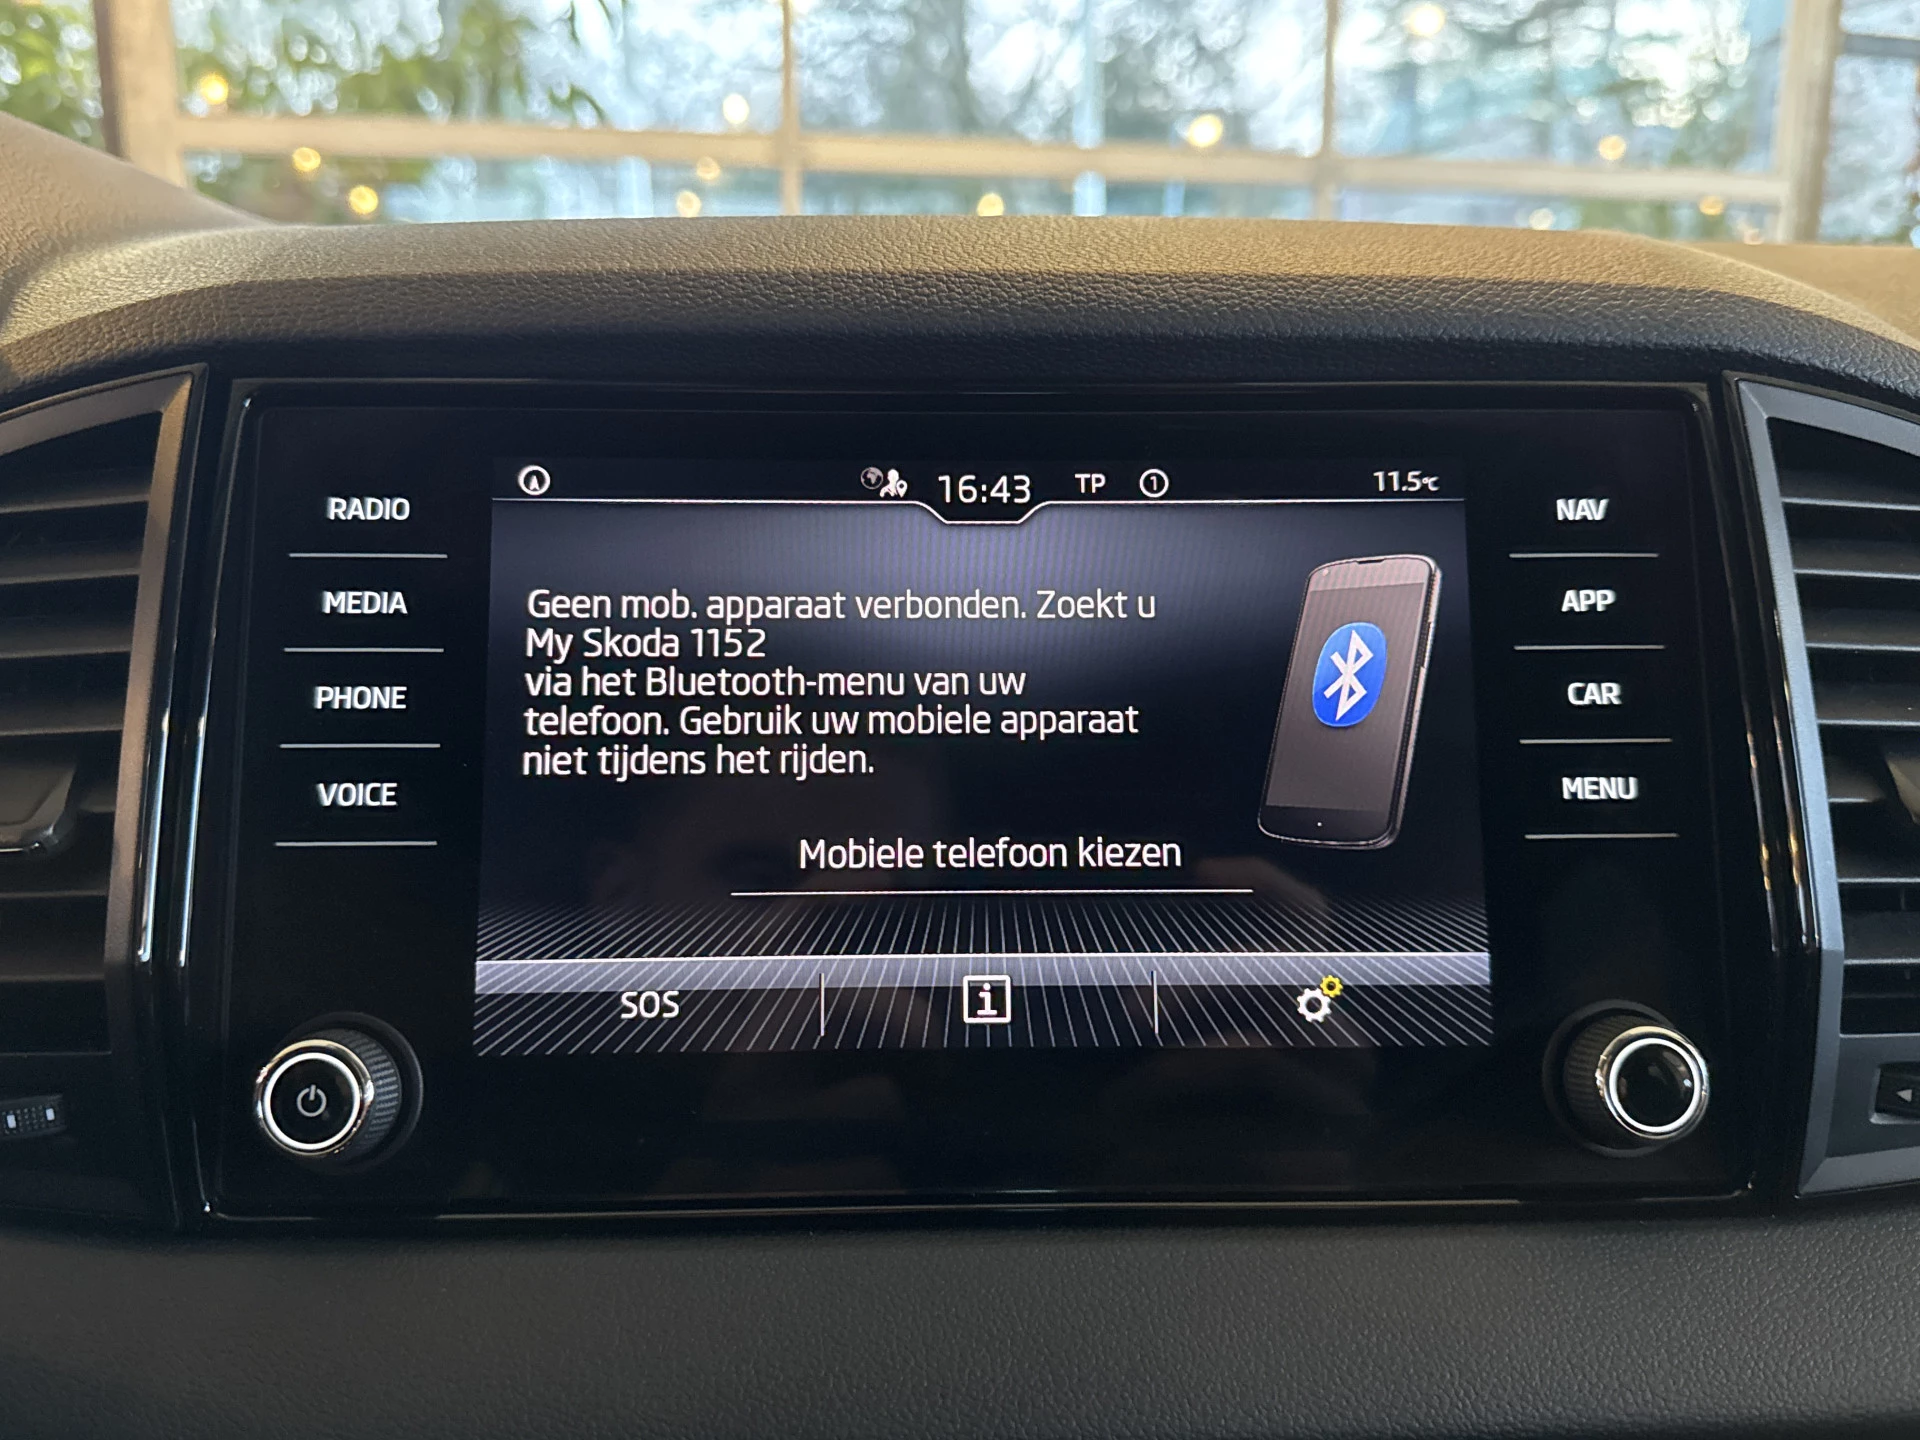 16:43 TP 1 11.5°C
RADIO
MEDIA
PHONE
VOICE
Geen mob. apparaat verbonden. Zoekt u
My Skoda 1152
via het Bluetooth-menu van uw
telefoon. Gebruik uw mobiele apparaat
niet tijdens het rijden.
Mobiele telefoon kiezen
SOS i
NAV
APP
CAR
MENU